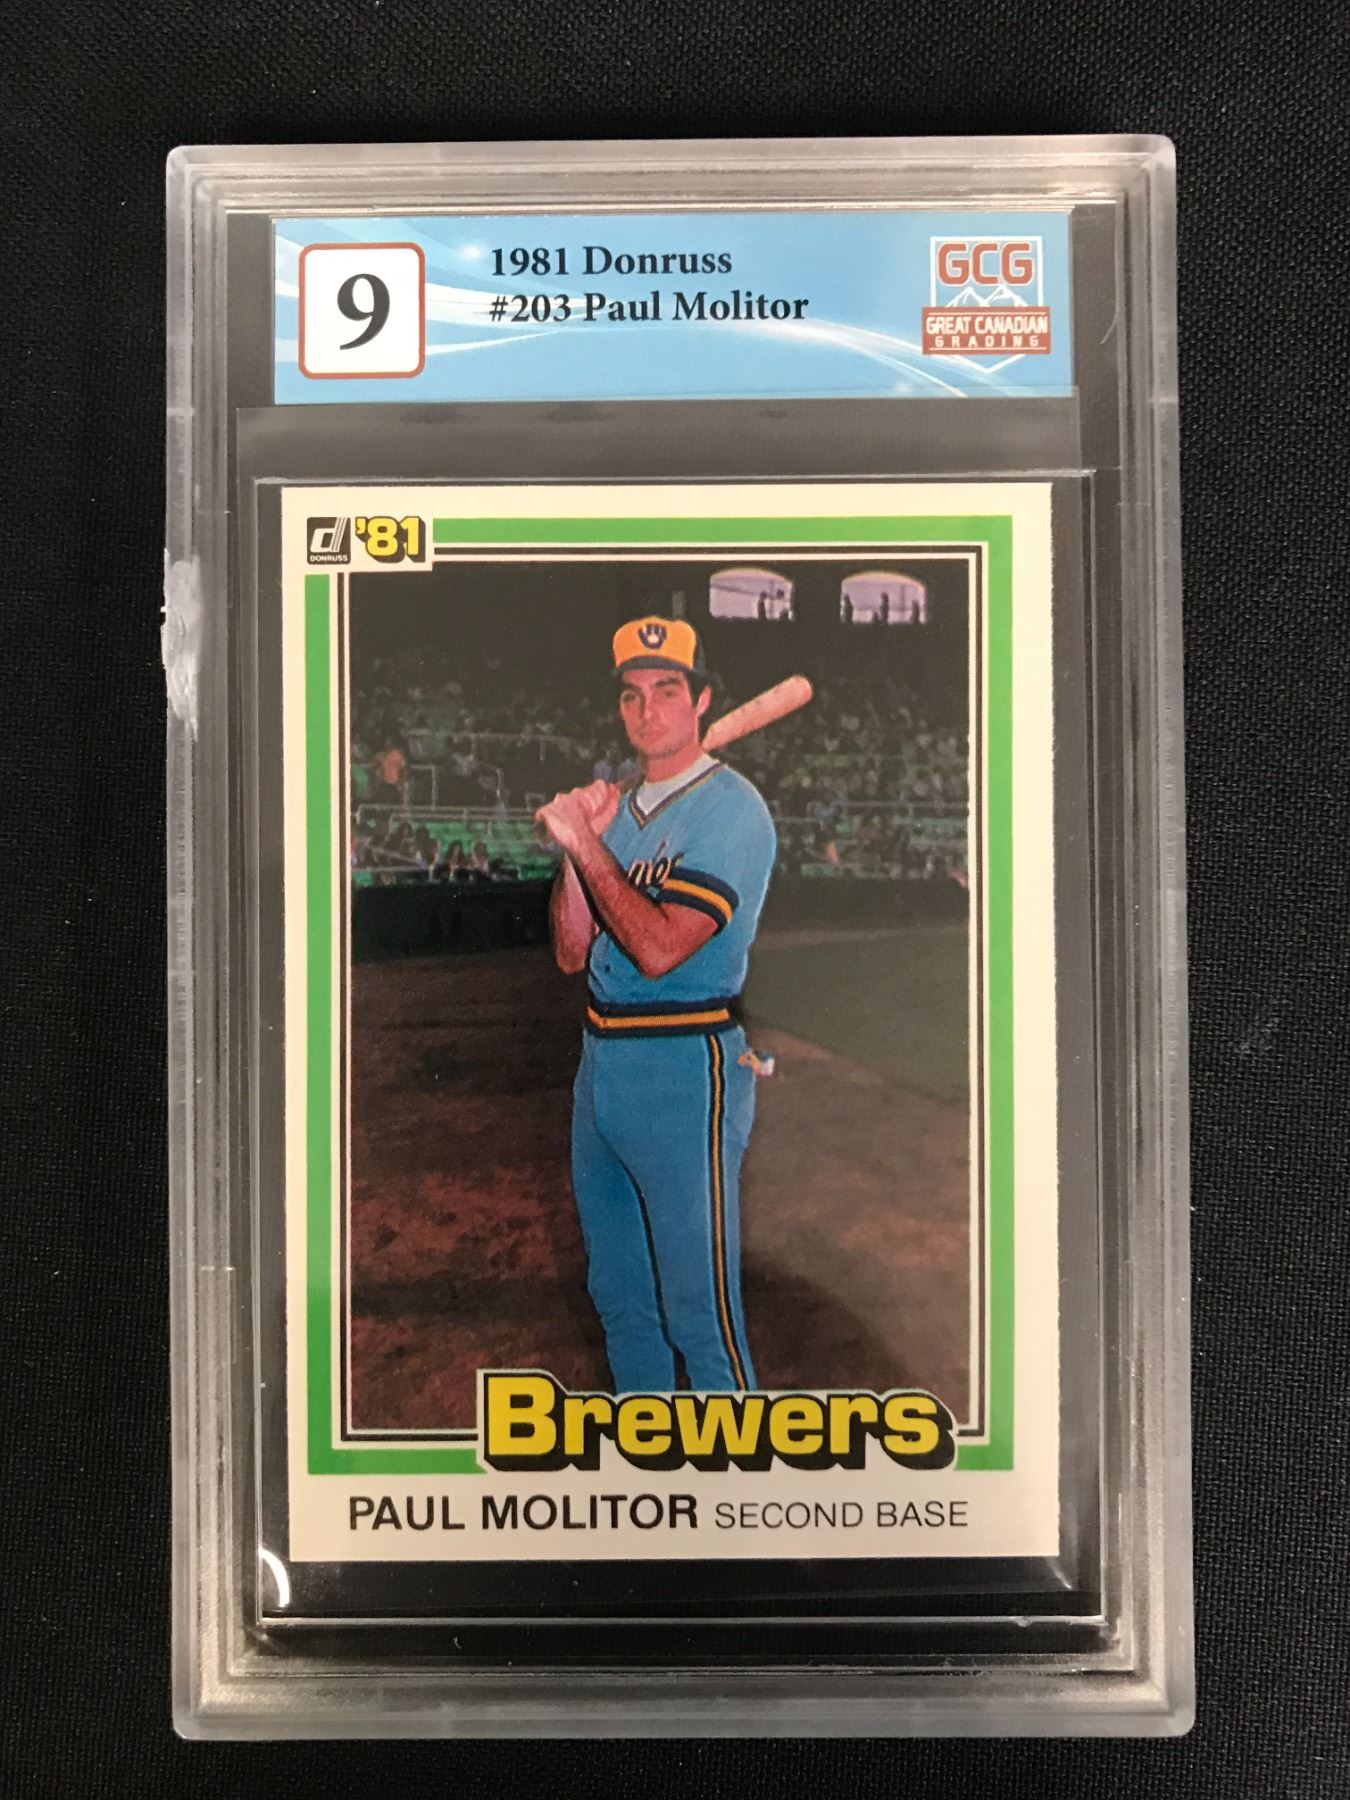 9
1981 Donruss
#203 Paul Molitor
GCG
GREAT CANADIAN
GRADING
d
DONRUSS
'81
Brewers
PAUL MOLITOR SECOND BASE